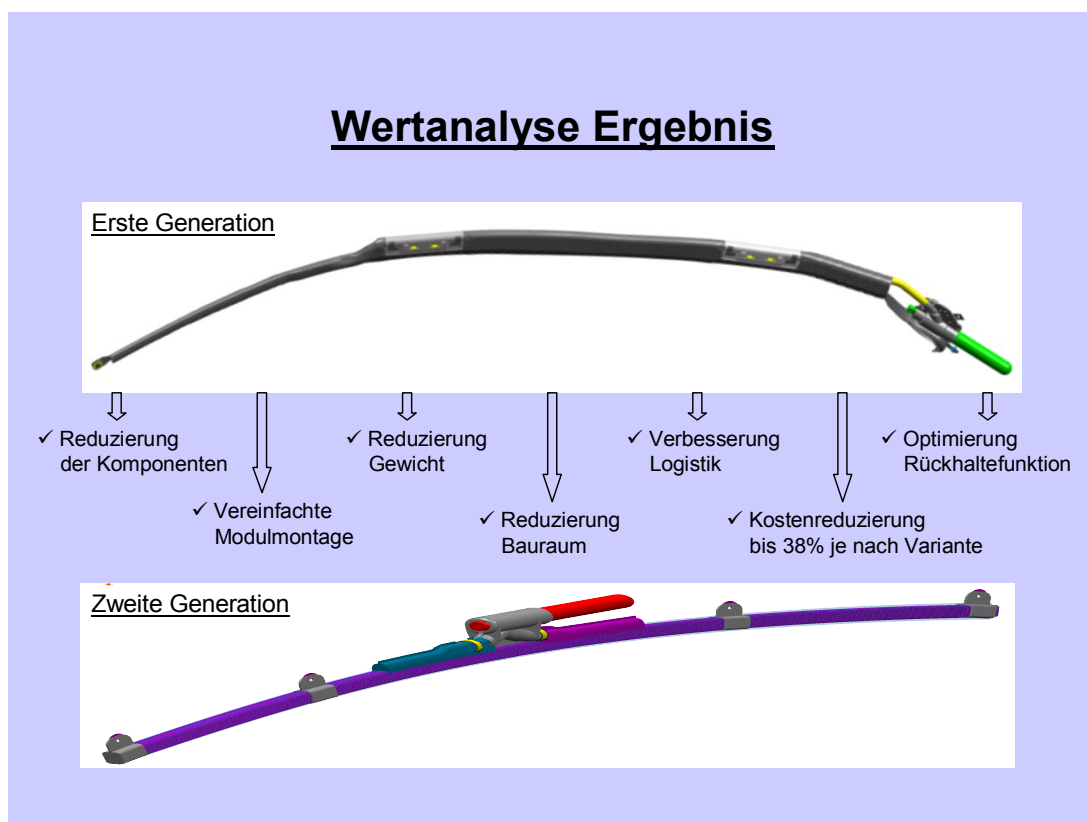 Wertanalyse Ergebnis
Erste Generation
✓ Reduzierung
der Komponenten
✓ Vereinfachte
Modulmontage
✓ Reduzierung
Gewicht
✓ Reduzierung
Bauraum
✓ Verbesserung
Logistik
✓ Kostenreduzierung
bis 38% je nach Variante
✓ Optimierung
Rückhaltefunktion
Zweite Generation